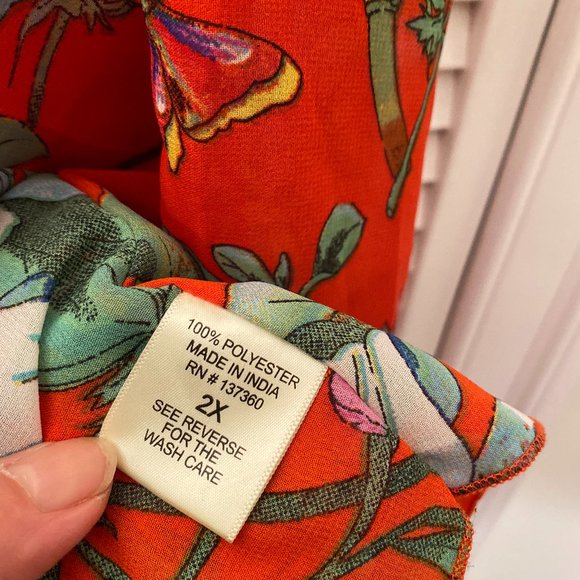 100% POLYESTER
MADE IN INDIA
RN # 137360
2X
SEE REVERSE
FOR THE
WASH CARE